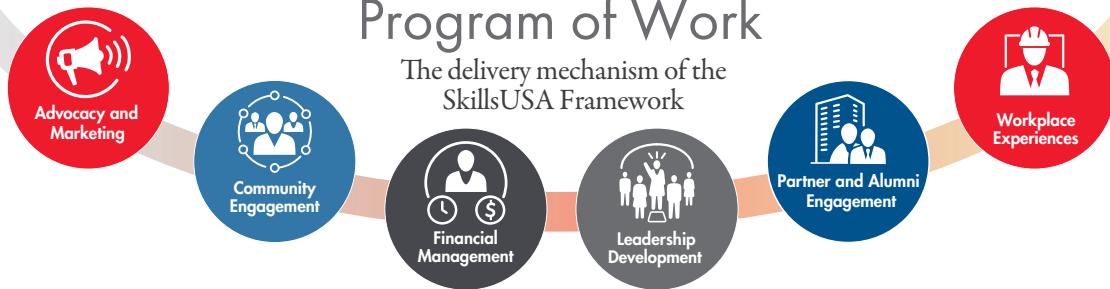 Program of Work
The delivery mechanism of the
SkillsUSA Framework
Advocacy and
Marketing
Community
Engagement
Financial
Management
Leadership
Development
Partner and Alumni
Engagement
Workplace
Experiences